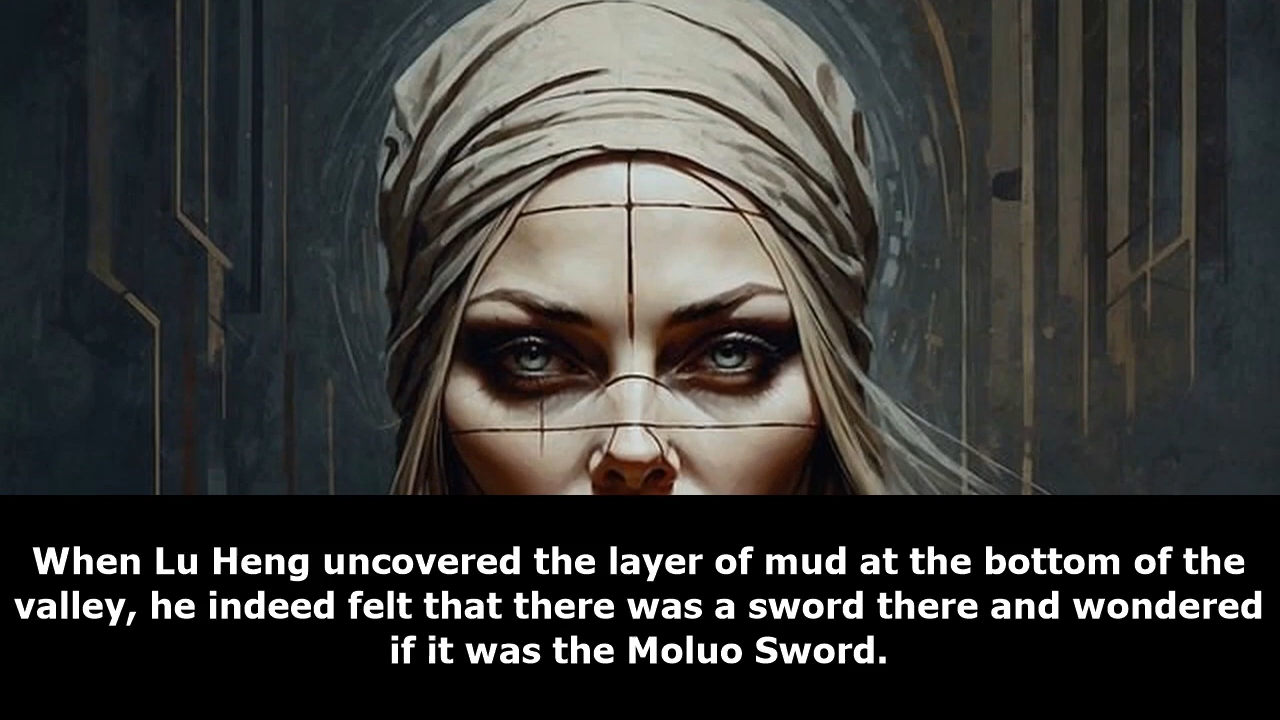 When Lu Heng uncovered the layer of mud at the bottom of the
valley, he indeed felt that there was a sword there and wondered
if it was the Moluo Sword.